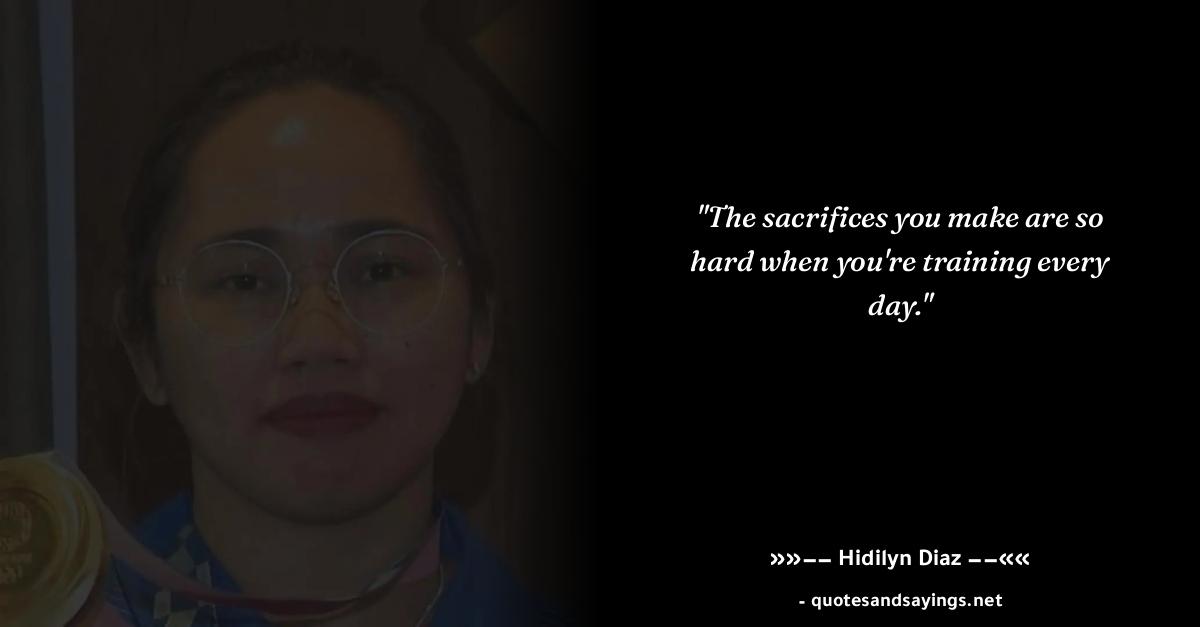 "The sacrifices you make are so
hard when you're training every
day."
»»−− Hidilyn Diaz −−««
- quotesandsayings.net